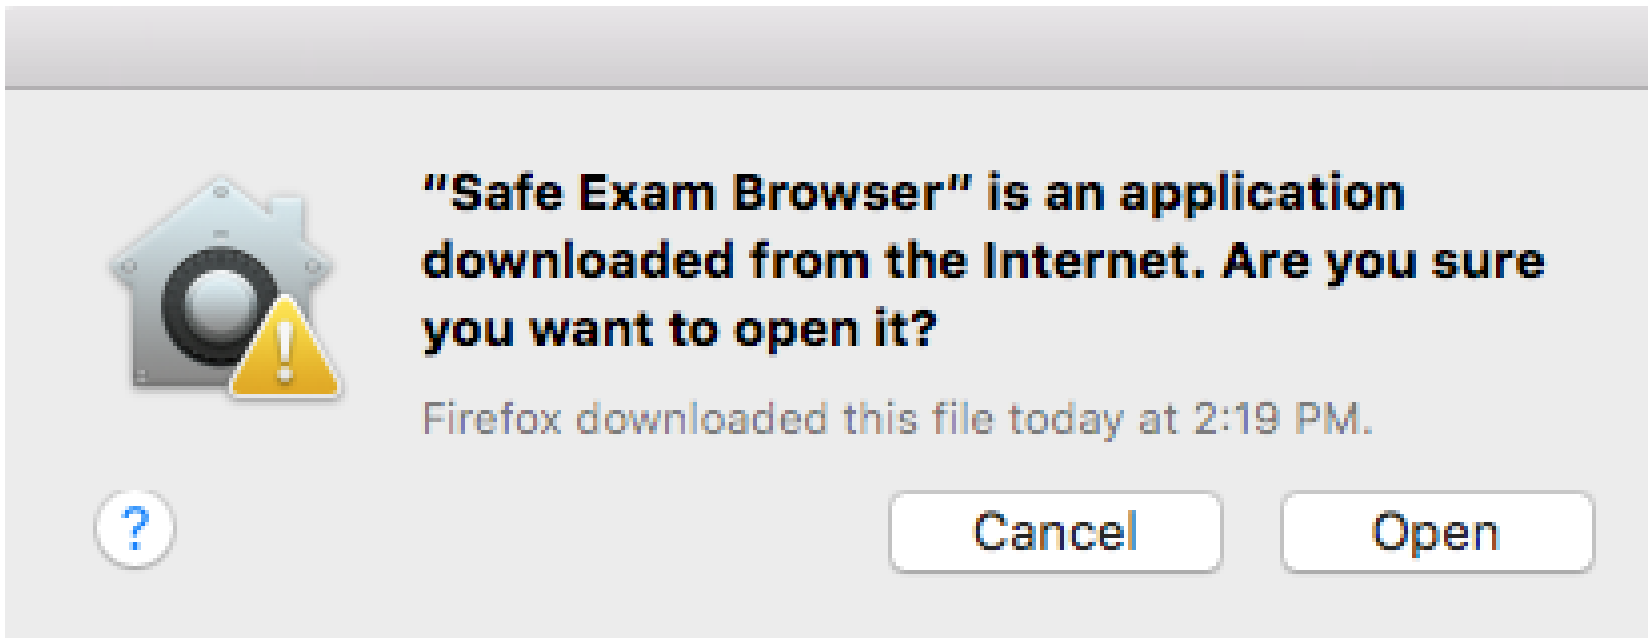 "Safe Exam Browser" is an application
downloaded from the Internet. Are you sure
you want to open it?
Firefox downloaded this file today at 2:19 PM.
?
Cancel
Open